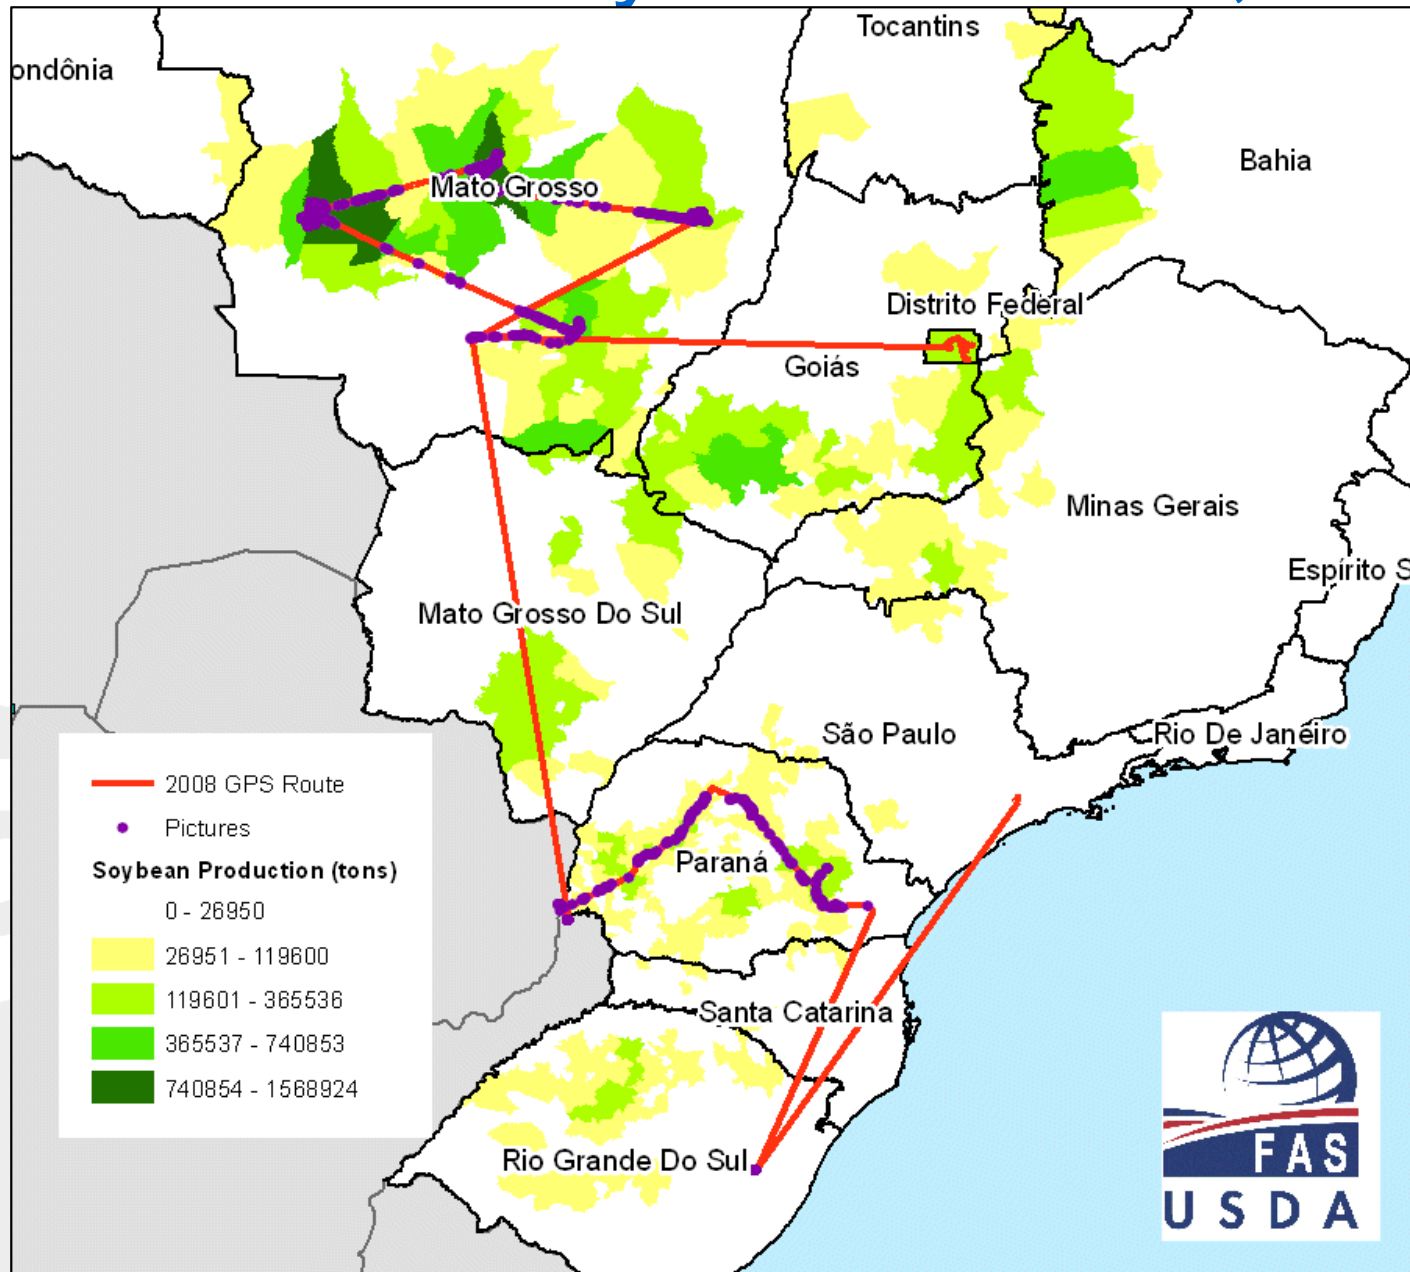 Tocantins
ondônia
Bahia
Mato Grosso
Distrito Federal
Goiás
Minas Gerais
Espírito S
Mato Grosso Do Sul
São Paulo
Rio De Janeiro
2008 GPS Route
Pictures
Soybean Production (tons)
0 - 26950
26951 - 119600
119601 - 365536
365537 - 740853
740854 - 1568924
Paraná
Santa Catarina
Rio Grande Do Sul
FAS
USDA